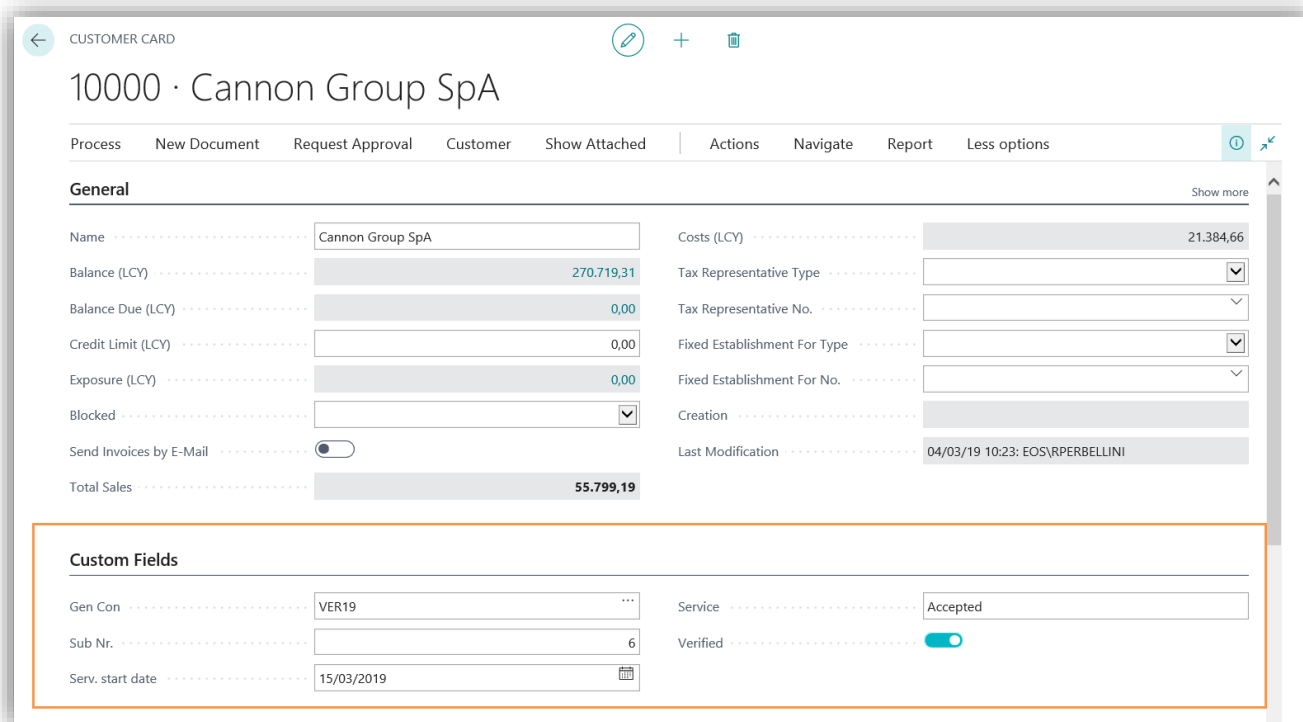 CUSTOMER CARD
10000 · Cannon Group SpA
Process New Document Request Approval Customer Show Attached Actions Navigate Report Less options
General
Show more
Name Cannon Group SpA
Costs (LCY) 21.384,66
Balance (LCY) 270.719,31
Tax Representative Type
Balance Due (LCY) 0,00
Tax Representative No.
Credit Limit (LCY) 0,00
Fixed Establishment For Type
Exposure (LCY) 0,00
Fixed Establishment For No.
Blocked
Creation
Send Invoices by E-Mail
Last Modification 04/03/19 10:23: EOS\RPERBELLINI
Total Sales 55.799,19
Custom Fields
Gen Con VER19 ...
Service Accepted
Sub Nr. 6
Verified
Serv. start date 15/03/2019